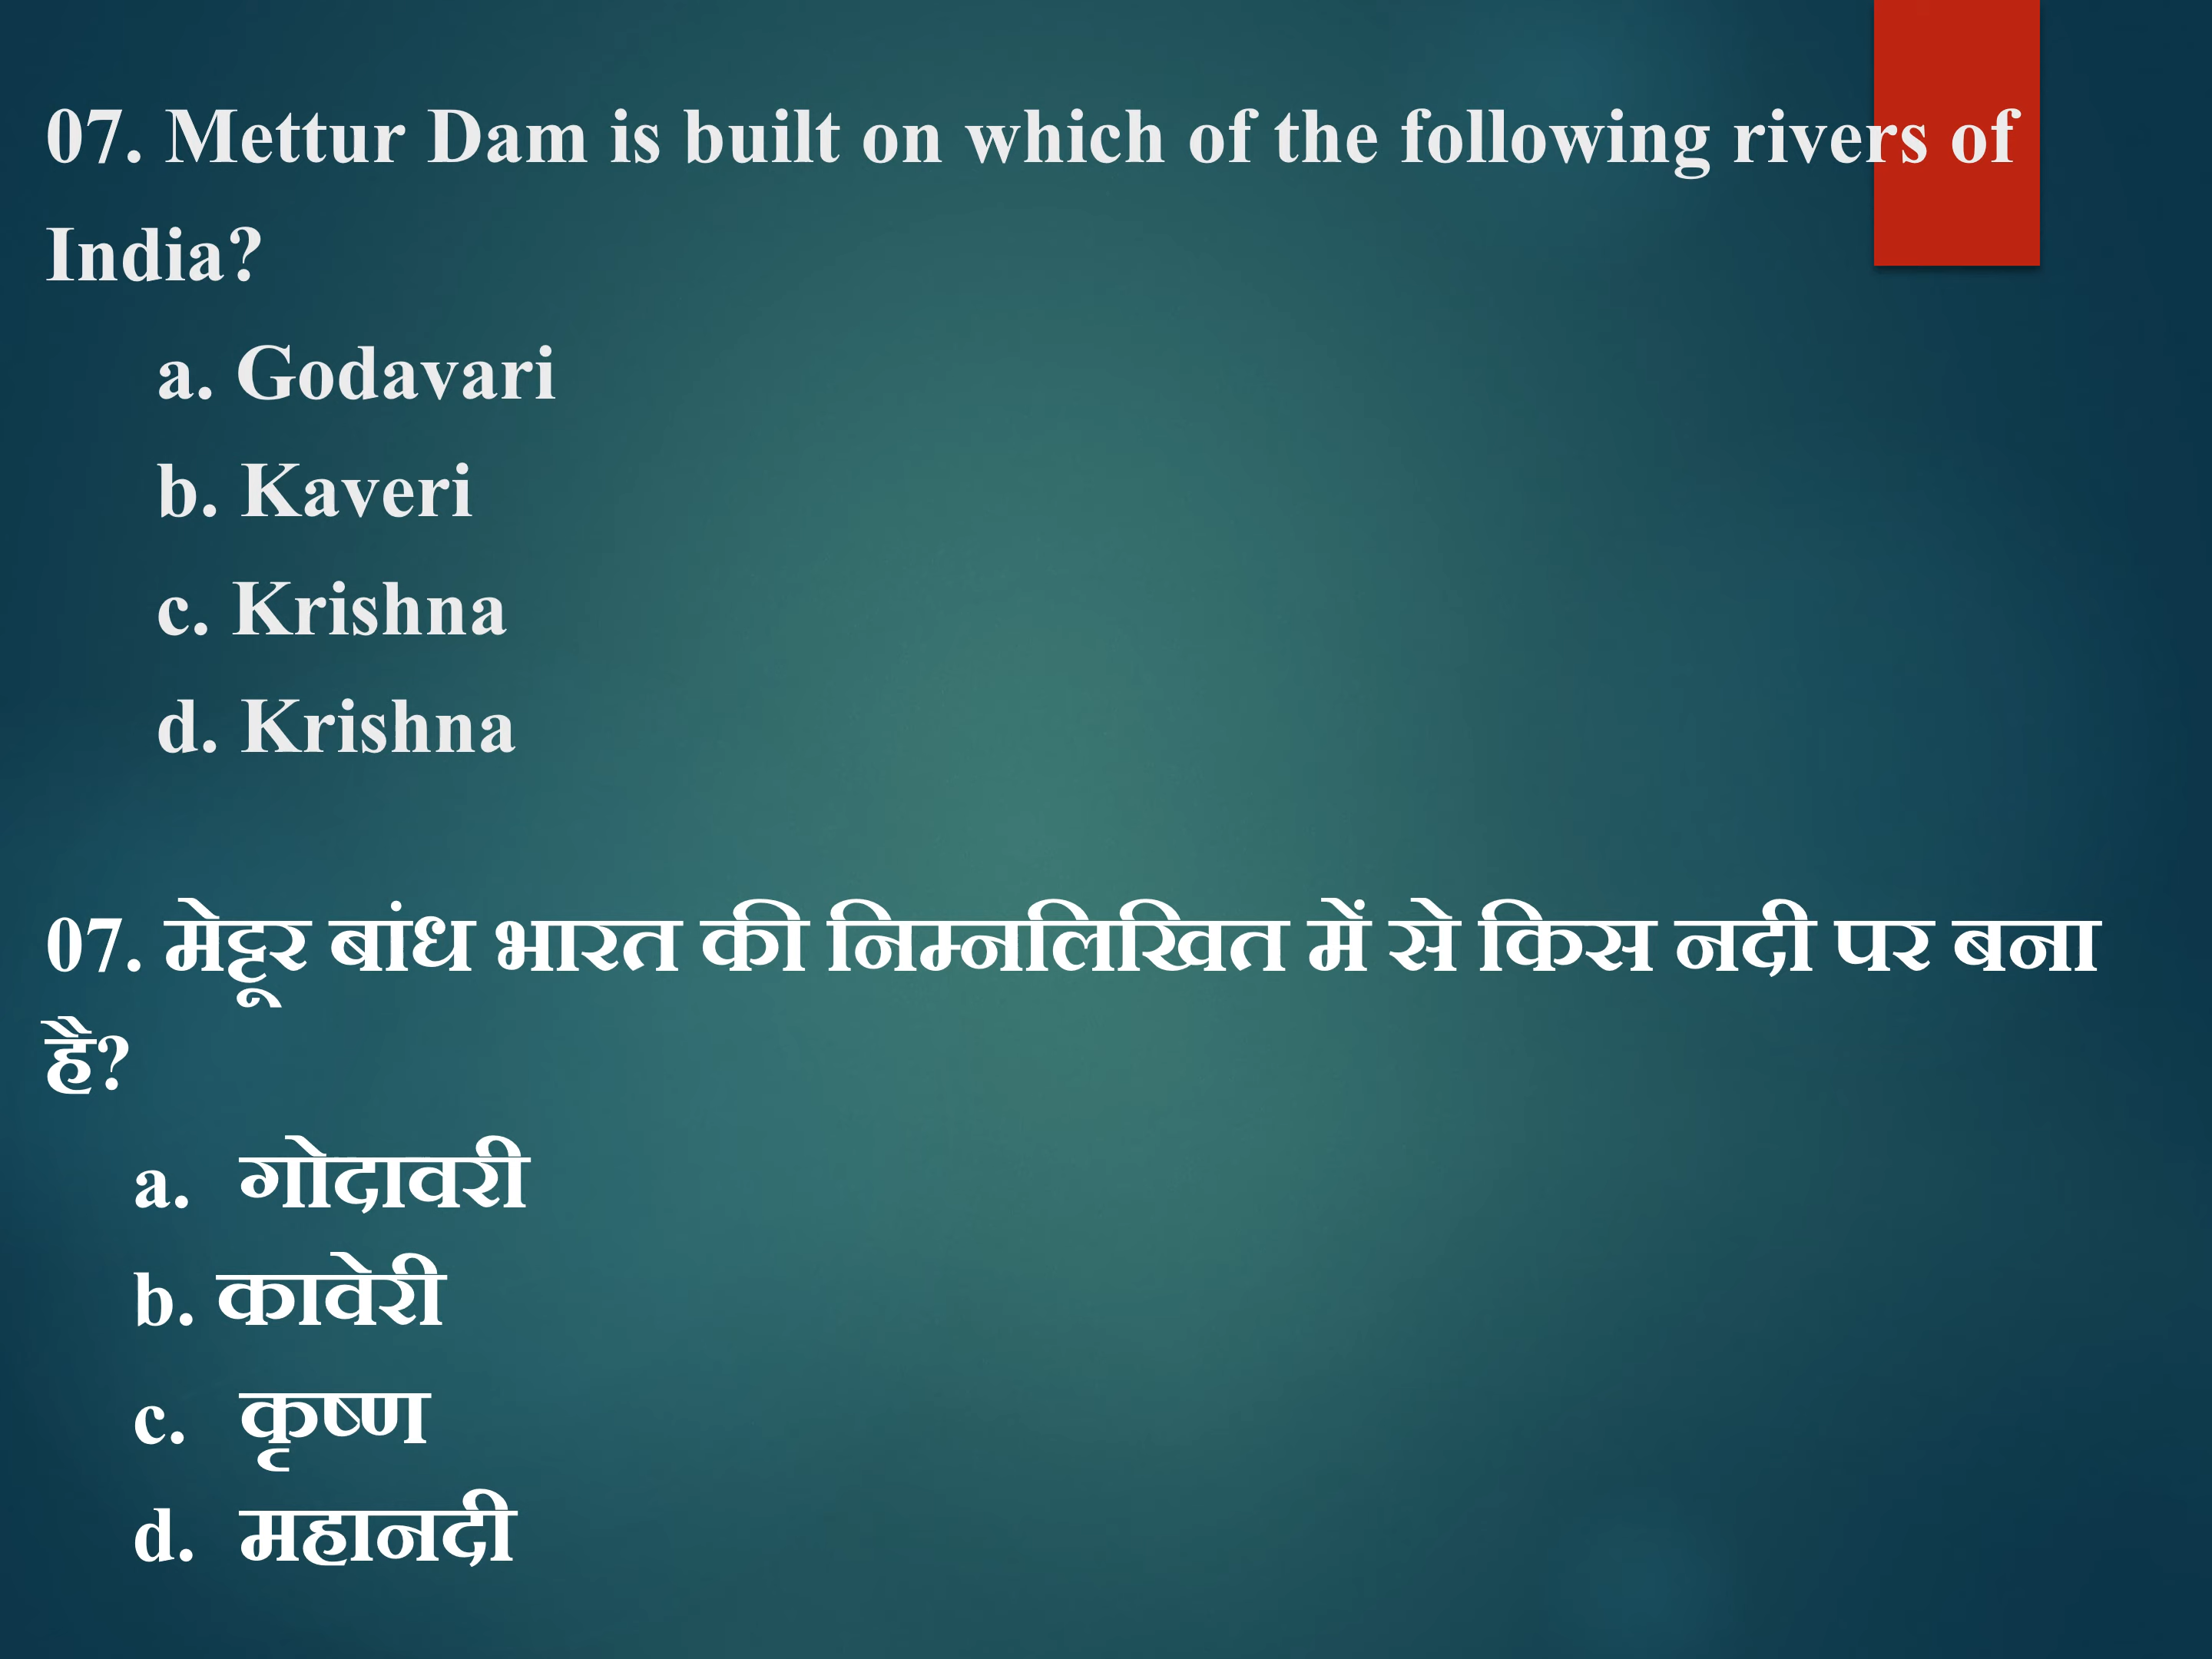 07. Mettur Dam is built on which of the following rivers of
India?
a. Godavari
b. Kaveri
c. Krishna
d. Krishna
07. मेट्टूर बांध भारत की निम्नलिखित में से किस नदी पर बना
है?
a. गोदावरी
b. कावेरी
c. कृष्ण
d. महानदी